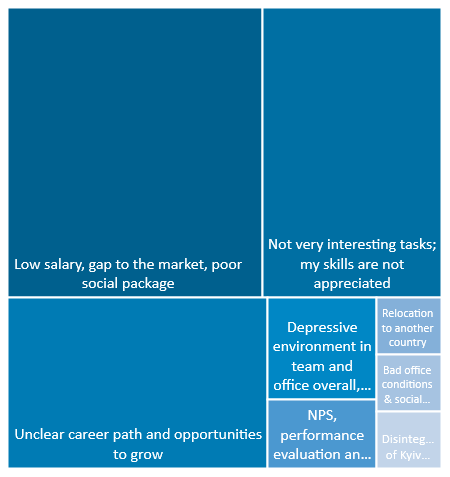 Low salary, gap to the market, poor
social package
Not very interesting tasks;
my skills are not
appreciated
Unclear career path and opportunities
to grow
Depressive
environment in
team and
office overall,...
NPS,
performance
evaluation an...
Relocation
to another
country
Bad office
conditions
& social...
Disinteg...
of Kyiv...